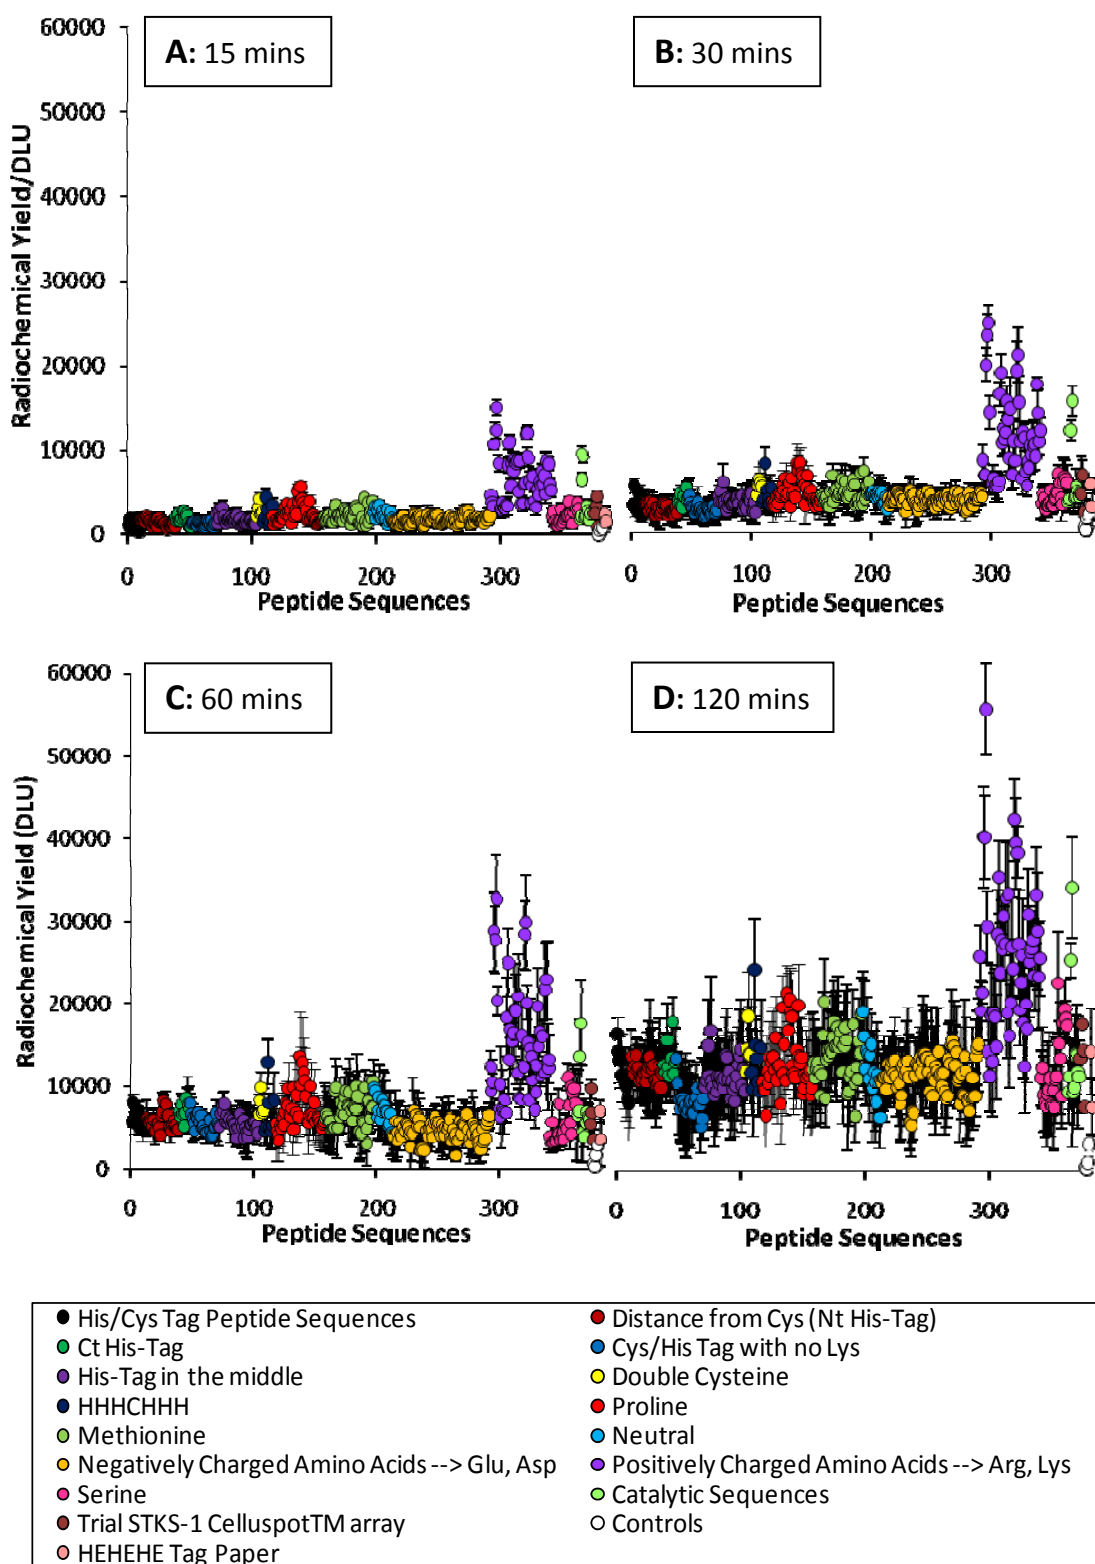 A: 15 mins
B: 30 mins
Radiochemical Yield/DLU
60000
50000
40000
30000
20000
10000
0
0 100 200 300
Peptide Sequences
0 100 200 300
Peptide Sequences
C: 60 mins
D: 120 mins
Radiochemical Yield (DLU)
60000
50000
40000
30000
20000
10000
0
0 100 200 300
Peptide Sequences
0 100 200 300
Peptide Sequences
His/Cys Tag Peptide Sequences
Distance from Cys (Nt His-Tag)
Ct His-Tag
Cys/His Tag with no Lys
His-Tag in the middle
Double Cysteine
HHHCHHH
Proline
Methionine
Neutral
Negatively Charged Amino Acids --> Glu, Asp
Positively Charged Amino Acids --> Arg, Lys
Serine
Catalytic Sequences
Trial STKS-1 CelluspotTM array
Controls
HEHEHE Tag Paper